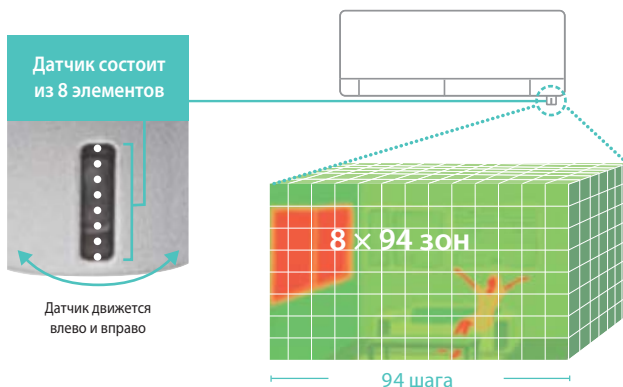 Датчик состоит
из 8 элементов
8 × 94 зон
Датчик движется
влево и вправо
94 шага